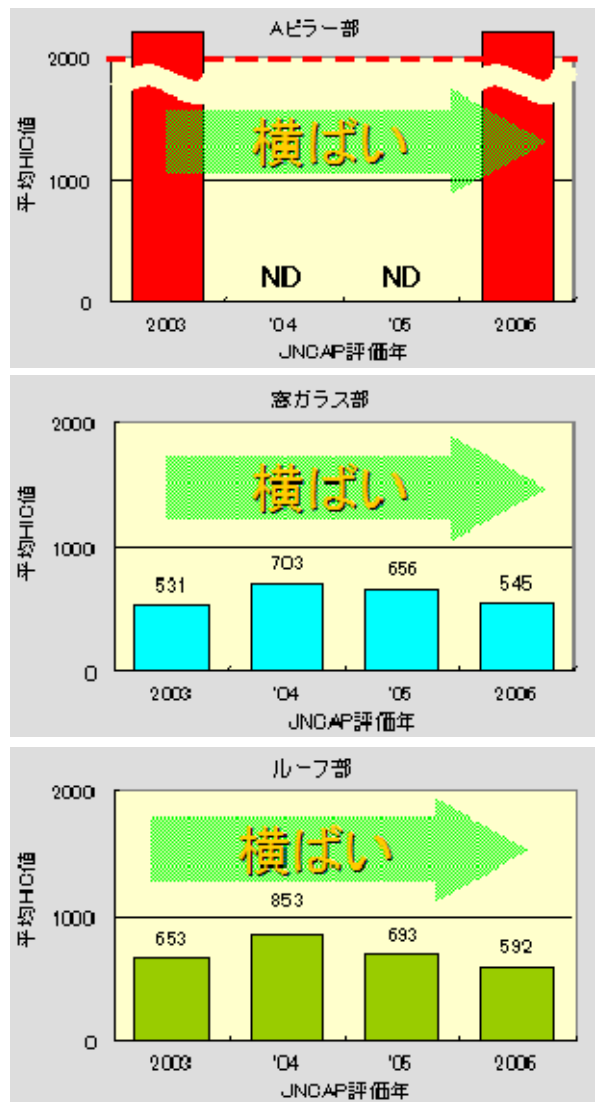 Aピラー部
2000
横ばい
平均HIC値
1000
ND ND
0
2003 '04 '05 2006
JNCAP評価年
窓ガラス部
2000
横ばい
平均HIC値
1000
531 703 656 545
0
2003 '04 '05 2006
JNCAP評価年
ルーフ部
2000
横ばい
平均HIC値
1000
653 853 693 592
0
2003 '04 '05 2006
JNCAP評価年